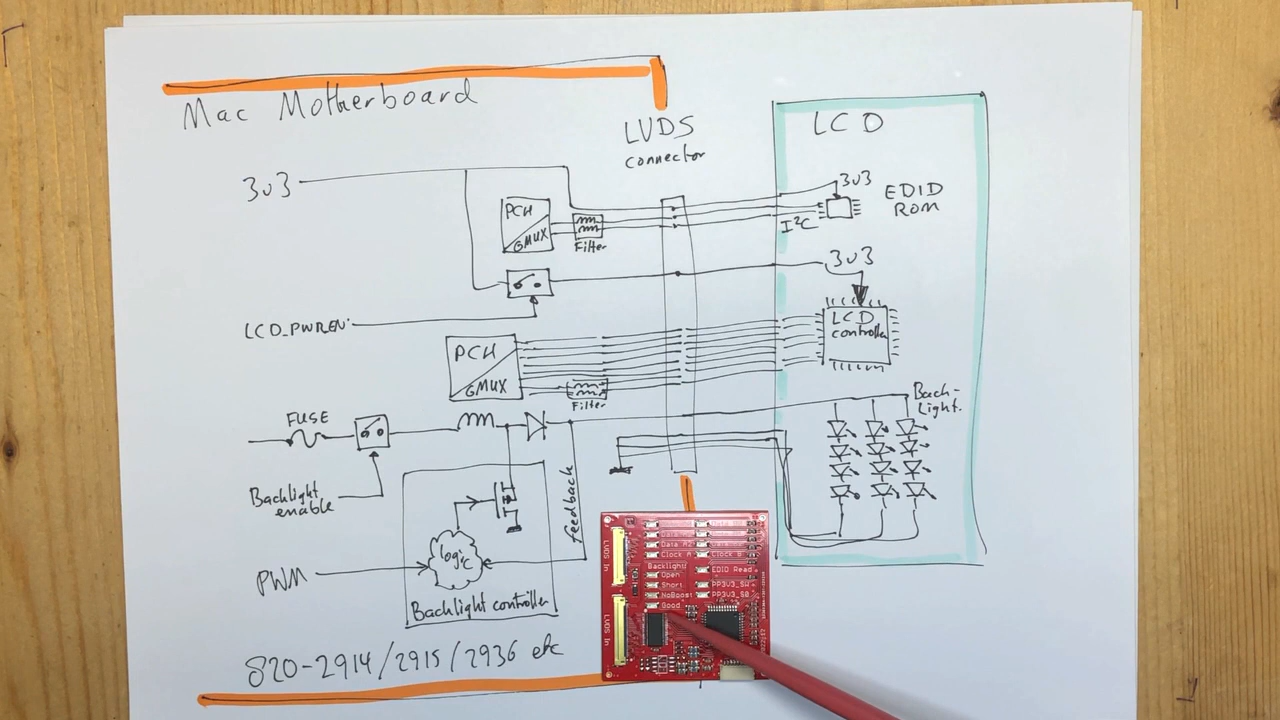 Mac Motherboard
LVDS
connector
LCD
3v3
PCH
GMUX
Filter
3v3
EDID
ROM
I²C
3v3
LCD_PWREN
PCH
GMUX
Filter
LCD
controller
Back-
Light.
FUSE
Backlight
enable
feedback
logic
PWM
Backlight controller
820-2914/2915/2936 etc
LVDS In
LVDS In
Data A2
Clock A
Clock B
Backlight:
Open
EDID Read
Short
PP3V3_SW
NoBoost
PP3V3_S0
Good